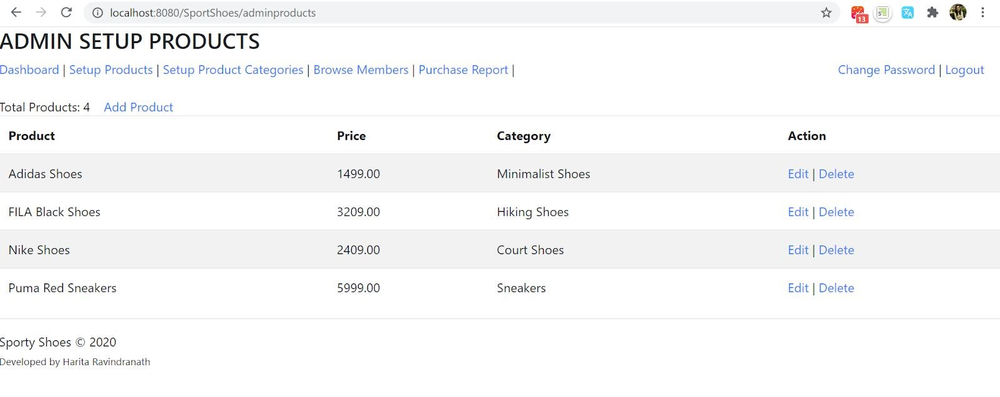 localhost:8080/SportShoes/adminproducts
13
ADMIN SETUP PRODUCTS
Dashboard | Setup Products | Setup Product Categories | Browse Members | Purchase Report | Change Password | Logout
Total Products: 4 Add Product
Product Price Category Action
Adidas Shoes 1499.00 Minimalist Shoes Edit | Delete
FILA Black Shoes 3209.00 Hiking Shoes Edit | Delete
Nike Shoes 2409.00 Court Shoes Edit | Delete
Puma Red Sneakers 5999.00 Sneakers Edit | Delete
Sporty Shoes © 2020
Developed by Harita Ravindranath